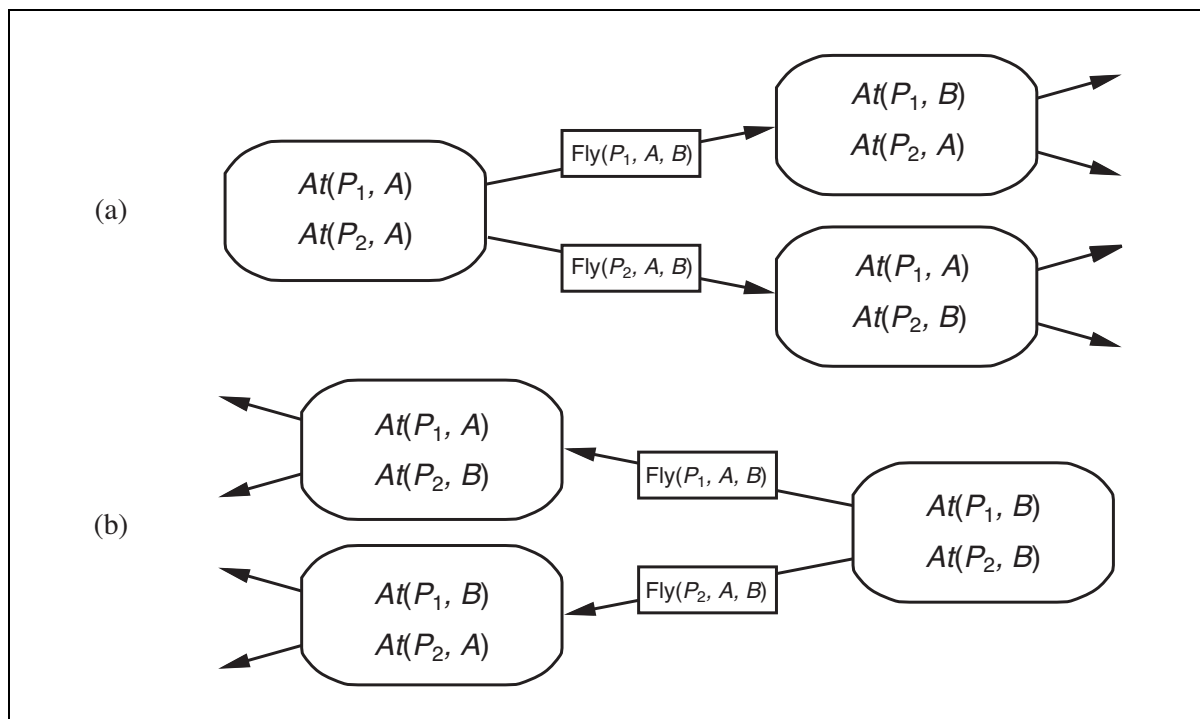 (a)
At(P₁, A)
At(P₂, A)
Fly(P₁, A, B)
Fly(P₂, A, B)
At(P₁, B)
At(P₂, A)
At(P₁, A)
At(P₂, B)
(b)
At(P₁, A)
At(P₂, B)
At(P₁, B)
At(P₂, A)
Fly(P₁, A, B)
Fly(P₂, A, B)
At(P₁, B)
At(P₂, B)